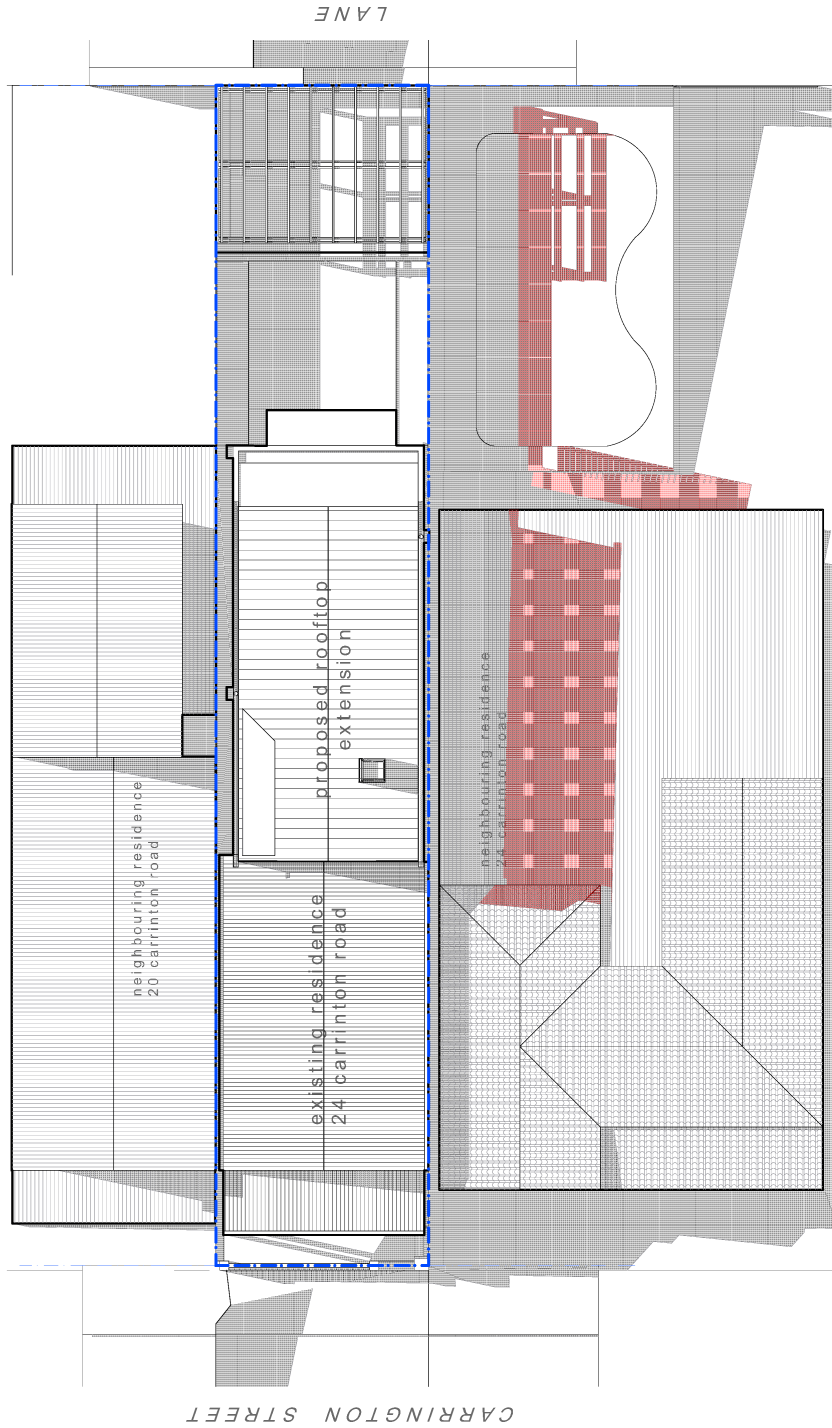 LANE
proposed rooftop
extension
neighbouring residence
24 carrinton road
neighbouring residence
20 carrinton road
existing residence
24 carrinton road
CARRINGTON STREET